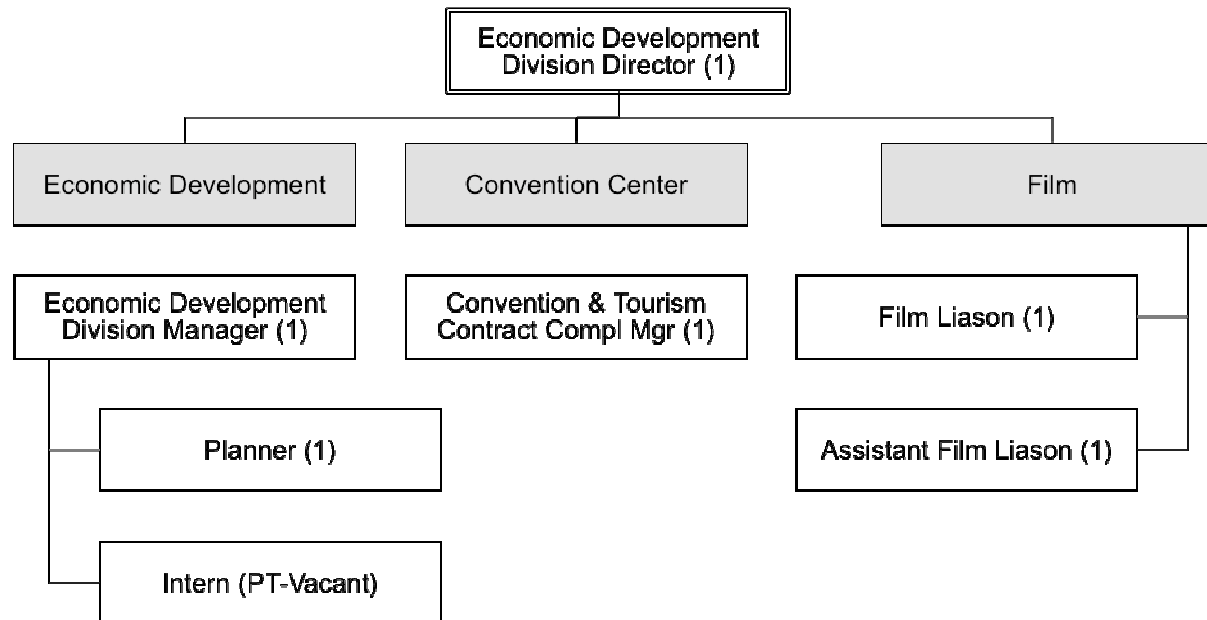 Economic Development
Division Director (1)
Economic Development
Convention Center
Film
Economic Development
Division Manager (1)
Convention & Tourism
Contract Compl Mgr (1)
Film Liason (1)
Planner (1)
Assistant Film Liason (1)
Intern (PT-Vacant)